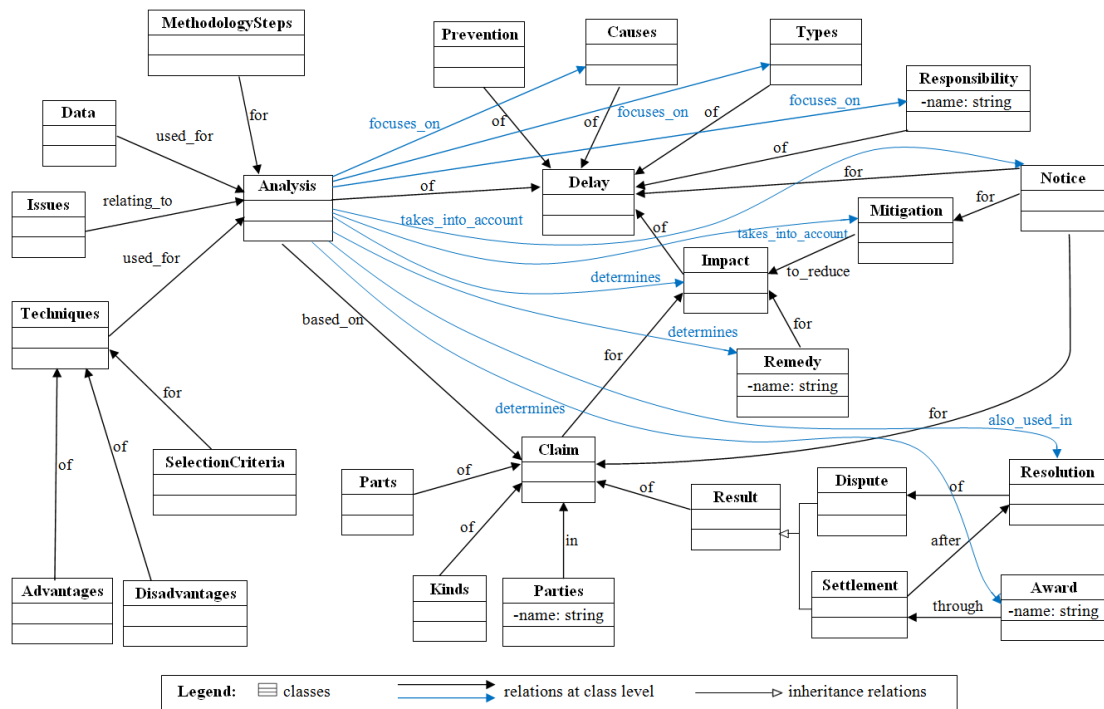 MethodologySteps
Prevention
Causes
Types
Responsibility
-name: string
Data
for
focuses_on
of
of
focuses_on
of
focuses_on
used_for
of
Issues
relating_to
Analysis
of
Delay
for
Notice
takes_into_account
Mitigation
for
used_for
of
takes_into_account
Impact
to_reduce
determines
Techniques
based_on
for
determines
for
Remedy
-name: string
for
determines
for
also_used_in
SelectionCriteria
Claim
of
of
of
Parts
of
Result
Dispute
of
Resolution
of
in
after
Advantages
Disadvantages
Kinds
Parties
-name: string
Settlement
through
Award
-name: string
Legend: classes relations at class level inheritance relations